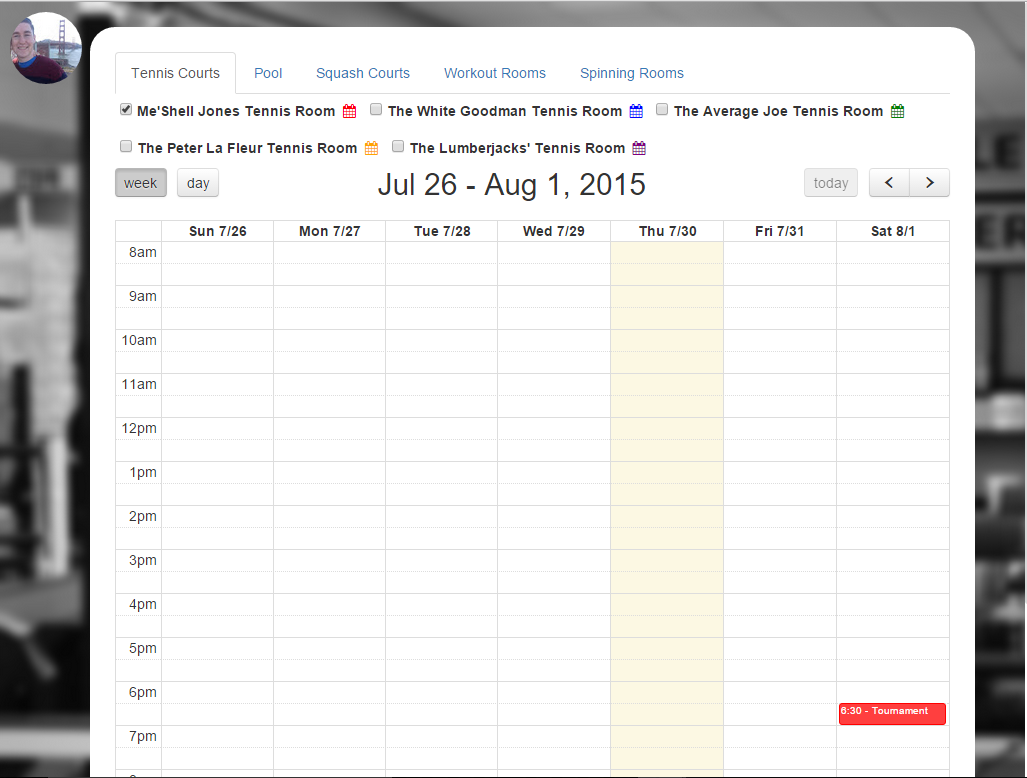 Tennis Courts Pool Squash Courts Workout Rooms Spinning Rooms
Me'Shell Jones Tennis Room The White Goodman Tennis Room The Average Joe Tennis Room
The Peter La Fleur Tennis Room The Lumberjacks' Tennis Room
week day Jul 26 - Aug 1, 2015 today
Sun 7/26 Mon 7/27 Tue 7/28 Wed 7/29 Thu 7/30 Fri 7/31 Sat 8/1
8am
9am
10am
11am
12pm
1pm
2pm
3pm
4pm
5pm
6pm
6:30 - Tournament
7pm